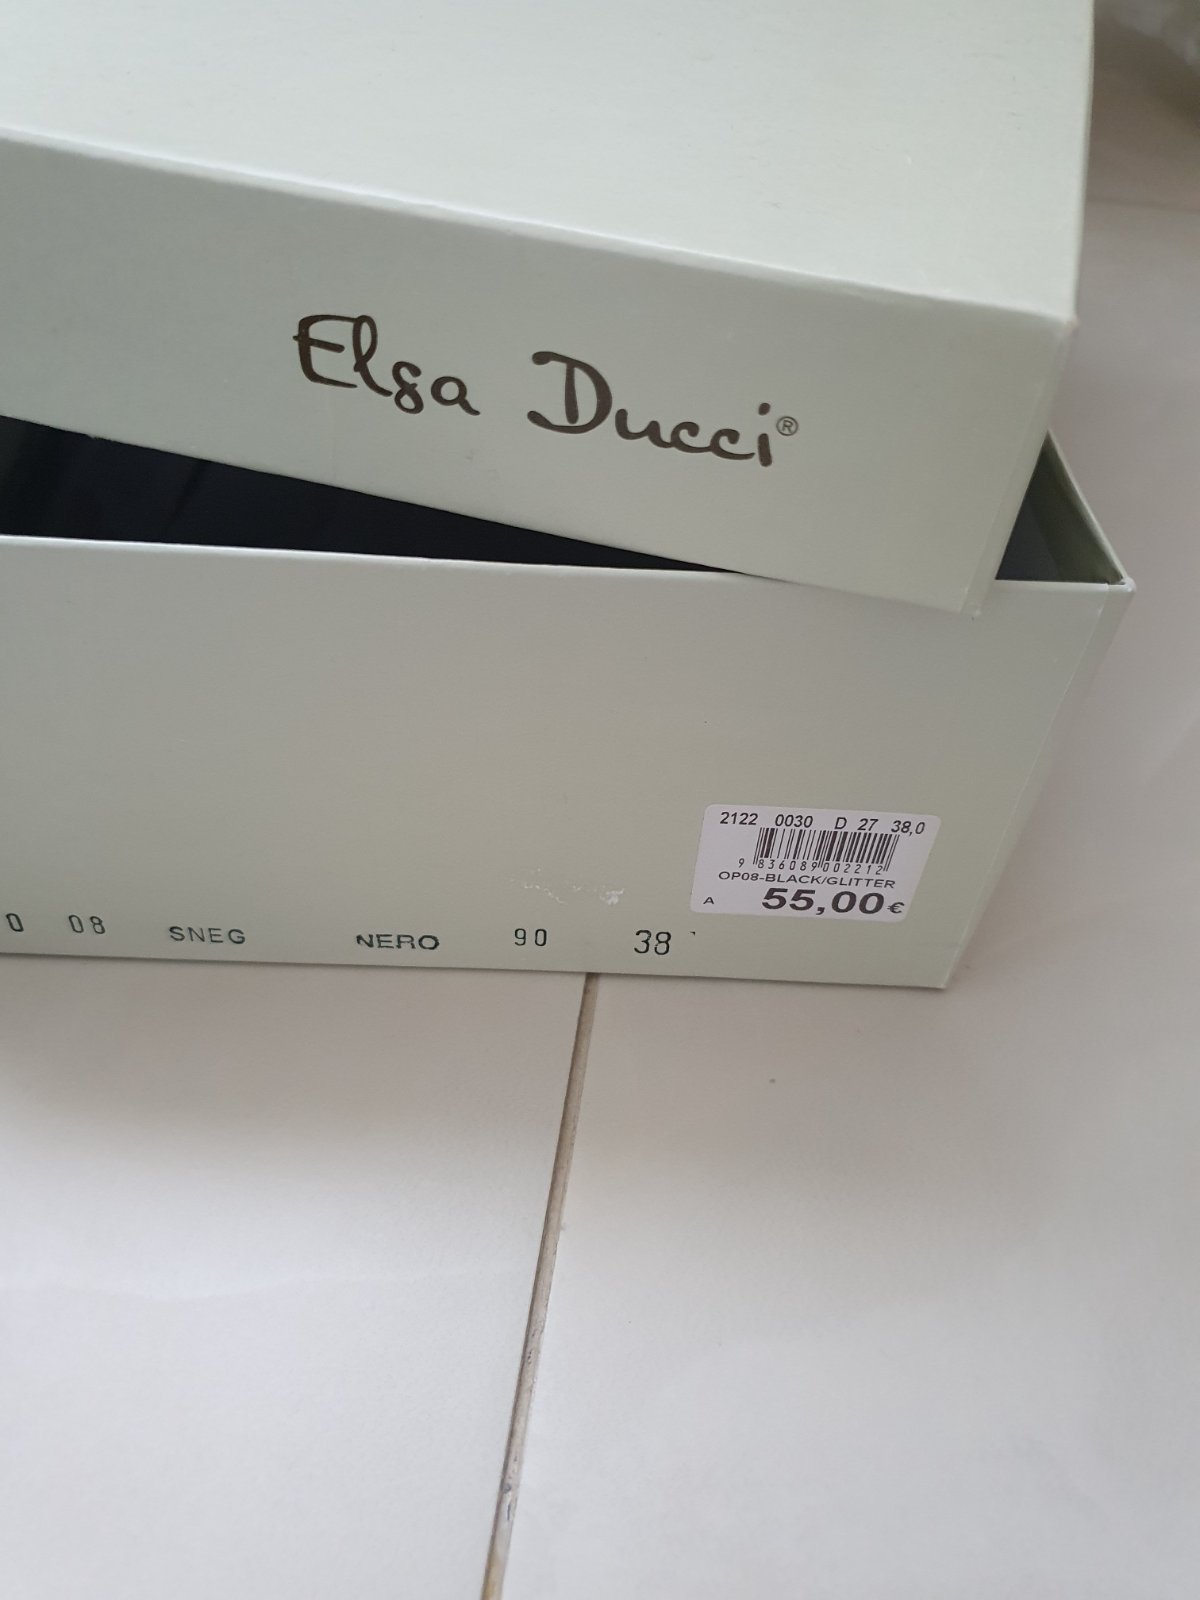 Elsa Ducci®
2122 0030 D 27 38,0
9 836089 002212
OP08-BLACK/GLITTER
A 55,00€
0 08 SNEG NERO 90 38